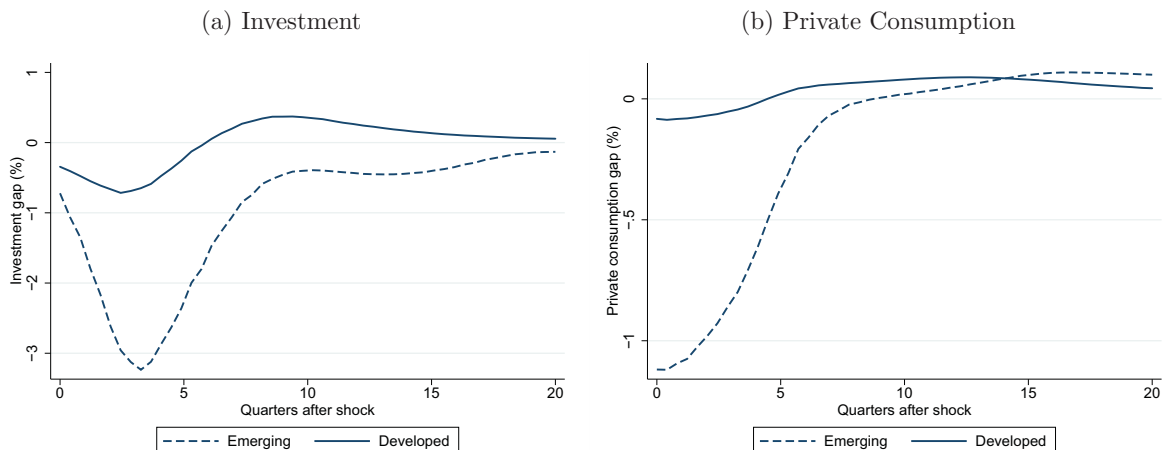 (a) Investment
Investment gap (%)
1
0
−1
−2
−3
0 5 10 15 20
Quarters after shock
Emerging Developed
(b) Private Consumption
Private consumption gap (%)
0
−.5
−1
0 5 10 15 20
Quarters after shock
Emerging Developed